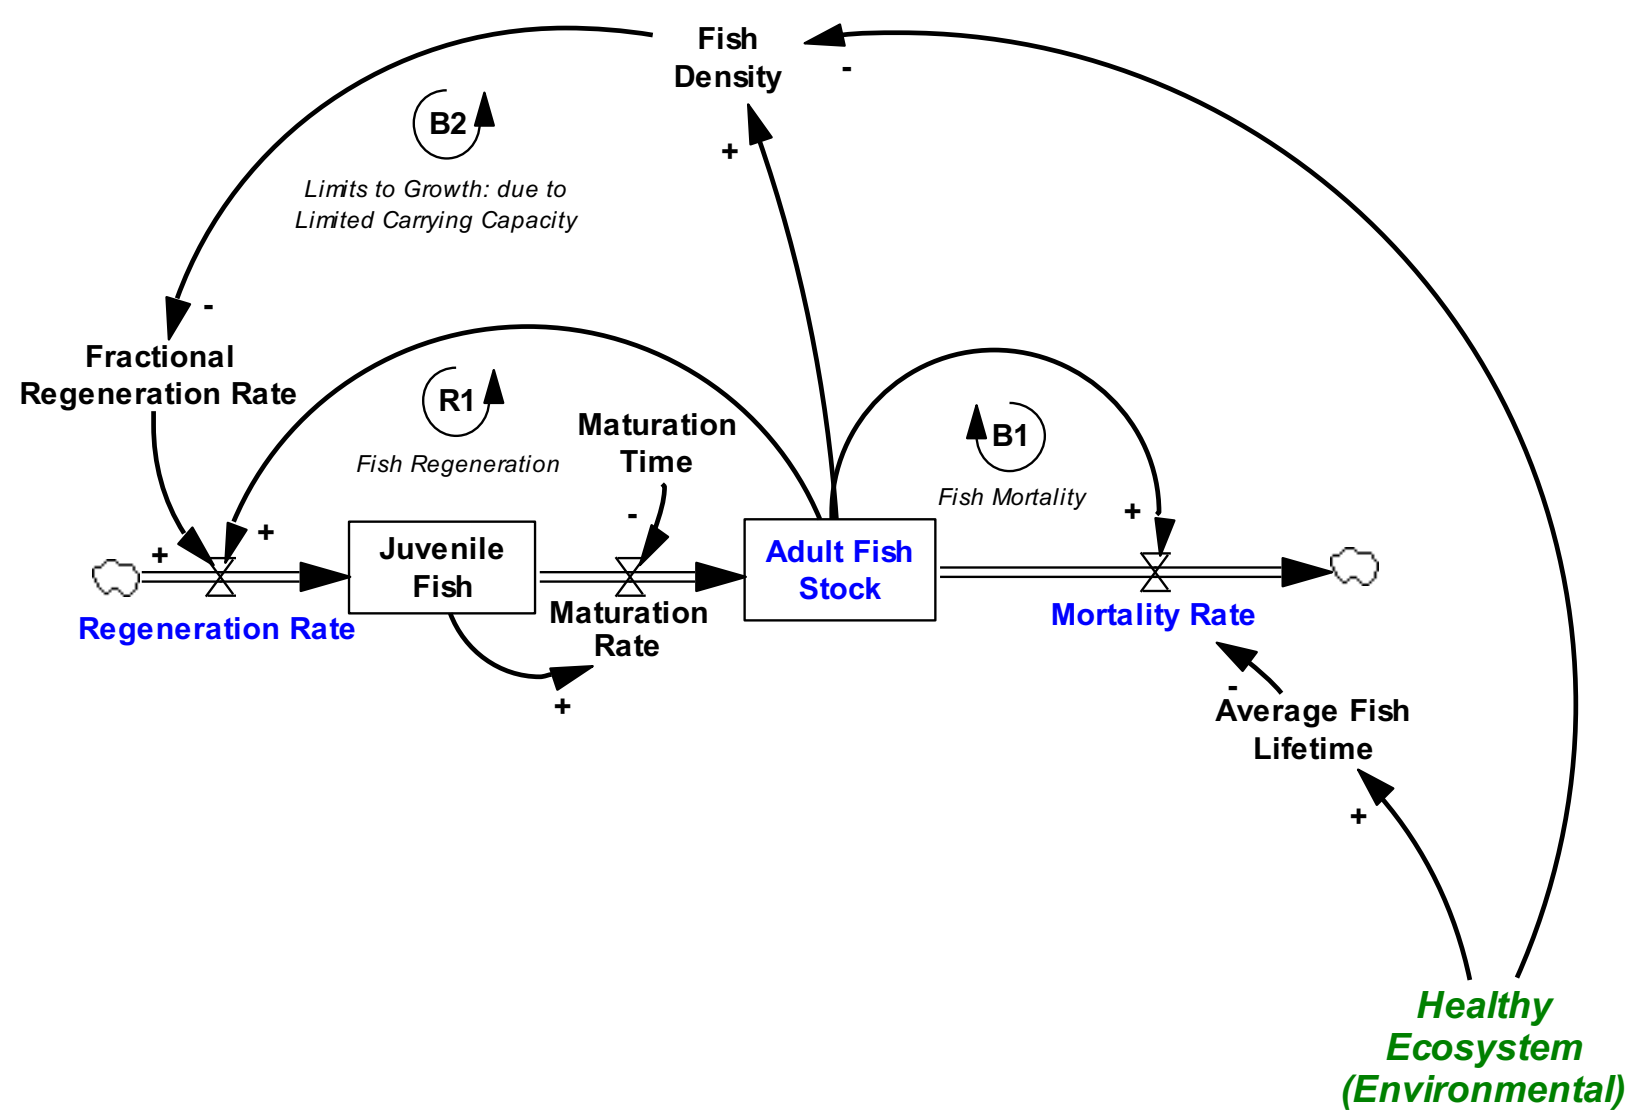 Fish
Density
-
+
B2
Limits to Growth: due to
Limited Carrying Capacity
-
Fractional
Regeneration Rate
R1
Fish Regeneration
Maturation
Time
B1
Fish Mortality
-
+
+
+
Juvenile
Fish
Adult Fish
Stock
Regeneration Rate
Maturation
Rate
Mortality Rate
+
-
Average Fish
Lifetime
+
Healthy
Ecosystem
(Environmental)